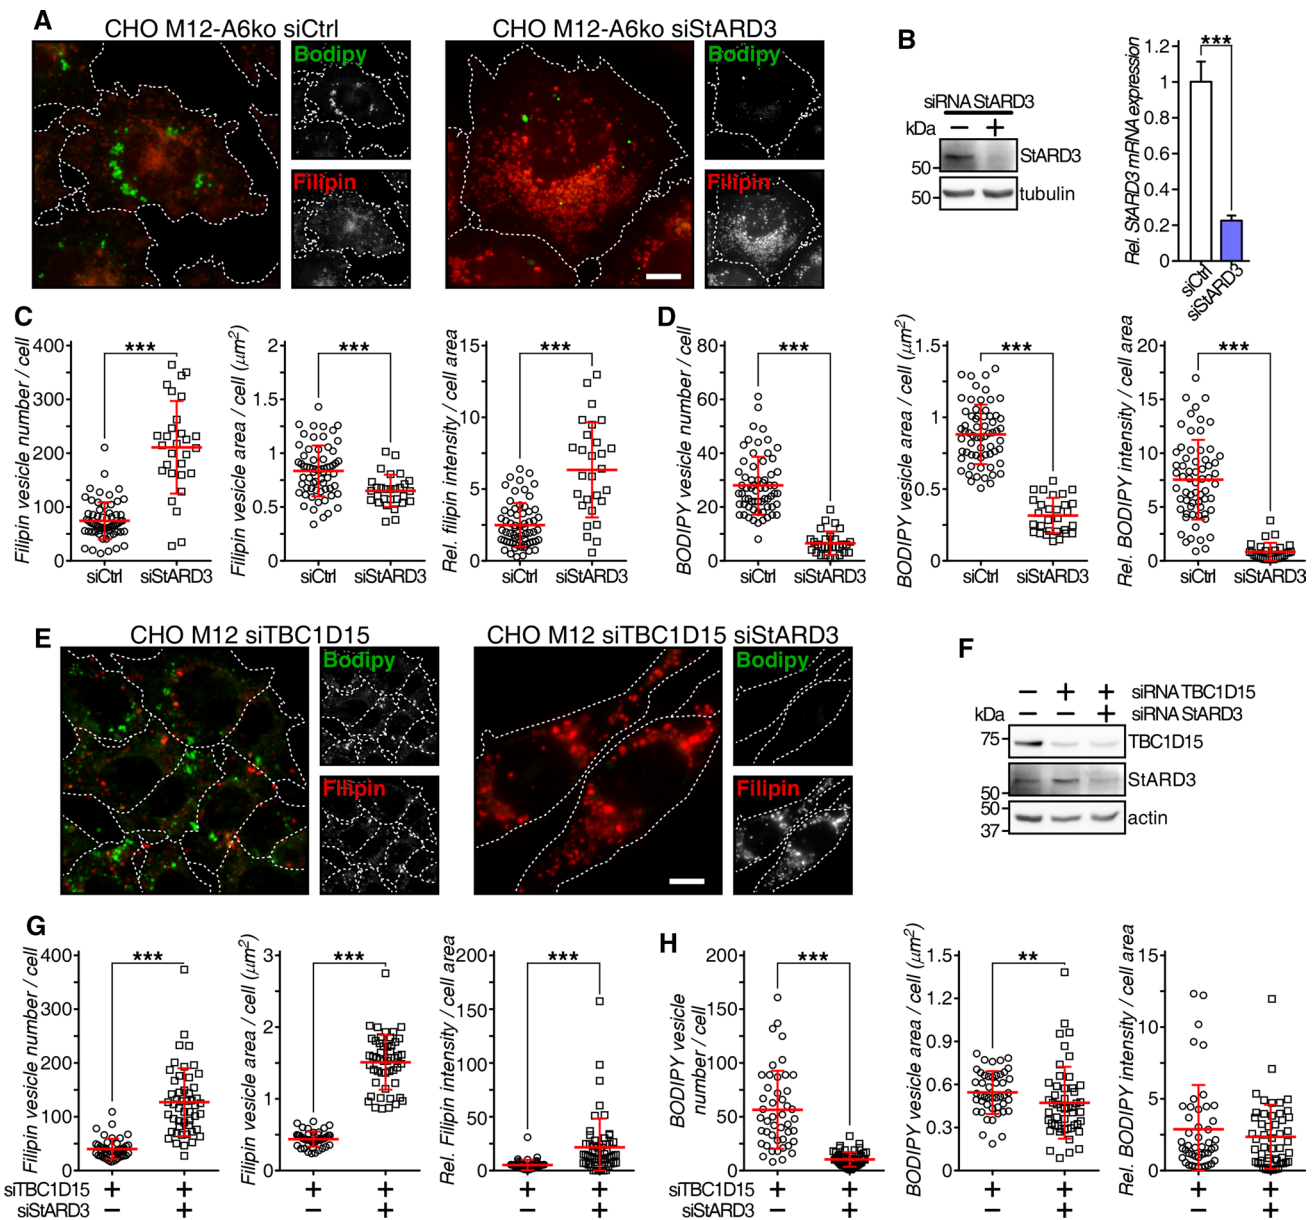 A
CHO M12-A6ko siCtrl
CHO M12-A6ko siStARD3
Bodipy
Filipin
Bodipy
Filipin
B
siRNA StARD3
kDa − +
StARD3
50
50
tubulin
***
Rel. StARD3 mRNA expression
1.2
1
0.8
0.6
0.4
0.2
0
siCtrl
siStARD3
C
Filipin vesicle number / cell
400
300
200
100
0
***
siCtrl siStARD3
Filipin vesicle area / cell (μm²)
2
1.5
1
0.5
0
***
siCtrl siStARD3
Rel. filipin intensity / cell area
15
10
5
0
***
siCtrl siStARD3
D
BODIPY vesicle number / cell
80
60
40
20
0
***
siCtrl siStARD3
BODIPY vesicle area / cell (μm²)
1.5
1
0.5
0
***
siCtrl siStARD3
Rel. BODIPY intensity / cell area
20
15
10
5
0
***
siCtrl siStARD3
E
CHO M12 siTBC1D15
CHO M12 siTBC1D15 siStARD3
Bodipy
Filipin
Bodipy
Filipin
F
− + + siRNA TBC1D15
− − + siRNA StARD3
kDa
75
TBC1D15
StARD3
50
50
actin
37
G
Filipin vesicle number / cell
400
300
200
100
0
***
siTBC1D15 + +
siStARD3 − +
Filipin vesicle area / cell (μm²)
3
2
1
0
***
+ +
− +
Rel. Filipin intensity / cell area
200
150
100
50
0
***
+ +
− +
H
BODIPY vesicle
number / cell
200
150
100
50
0
***
siTBC1D15 + +
siStARD3 − +
BODIPY vesicle area / cell (μm²)
1.5
1.2
0.9
0.6
0.3
0
**
+ +
− +
Rel. BODIPY intensity / cell area
15
10
5
0
+ +
− +